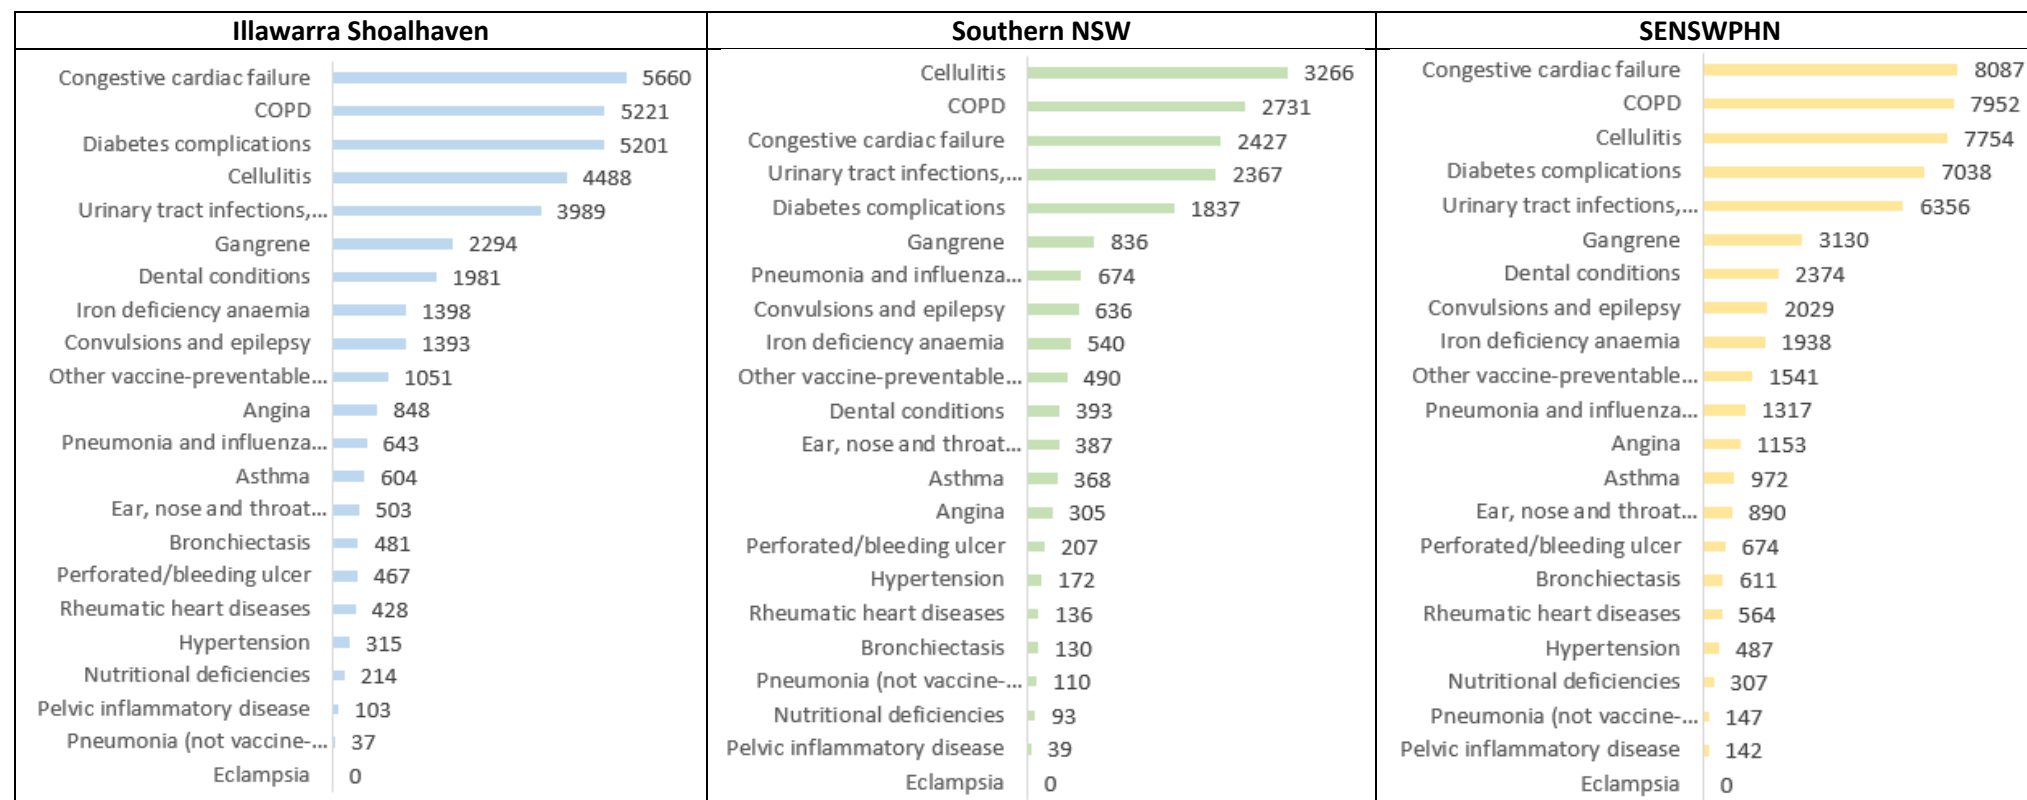 Illawarra Shoalhaven
Congestive cardiac failure 5660
COPD 5221
Diabetes complications 5201
Cellulitis 4488
Urinary tract infections,... 3989
Gangrene 2294
Dental conditions 1981
Iron deficiency anaemia 1398
Convulsions and epilepsy 1393
Other vaccine-preventable... 1051
Angina 848
Pneumonia and influenza... 643
Asthma 604
Ear, nose and throat... 503
Bronchiectasis 481
Perforated/bleeding ulcer 467
Rheumatic heart diseases 428
Hypertension 315
Nutritional deficiencies 214
Pelvic inflammatory disease 103
Pneumonia (not vaccine-... 37
Eclampsia 0
Southern NSW
Cellulitis 3266
COPD 2731
Congestive cardiac failure 2427
Urinary tract infections,... 2367
Diabetes complications 1837
Gangrene 836
Pneumonia and influenza... 674
Convulsions and epilepsy 636
Iron deficiency anaemia 540
Other vaccine-preventable... 490
Dental conditions 393
Ear, nose and throat... 387
Asthma 368
Angina 305
Perforated/bleeding ulcer 207
Hypertension 172
Rheumatic heart diseases 136
Bronchiectasis 130
Pneumonia (not vaccine-... 110
Nutritional deficiencies 93
Pelvic inflammatory disease 39
Eclampsia 0
SENSWPHN
Congestive cardiac failure 8087
COPD 7952
Cellulitis 7754
Diabetes complications 7038
Urinary tract infections,... 6356
Gangrene 3130
Dental conditions 2374
Convulsions and epilepsy 2029
Iron deficiency anaemia 1938
Other vaccine-preventable... 1541
Pneumonia and influenza... 1317
Angina 1153
Asthma 972
Ear, nose and throat... 890
Perforated/bleeding ulcer 674
Bronchiectasis 611
Rheumatic heart diseases 564
Hypertension 487
Nutritional deficiencies 307
Pneumonia (not vaccine-... 147
Pelvic inflammatory disease 142
Eclampsia 0